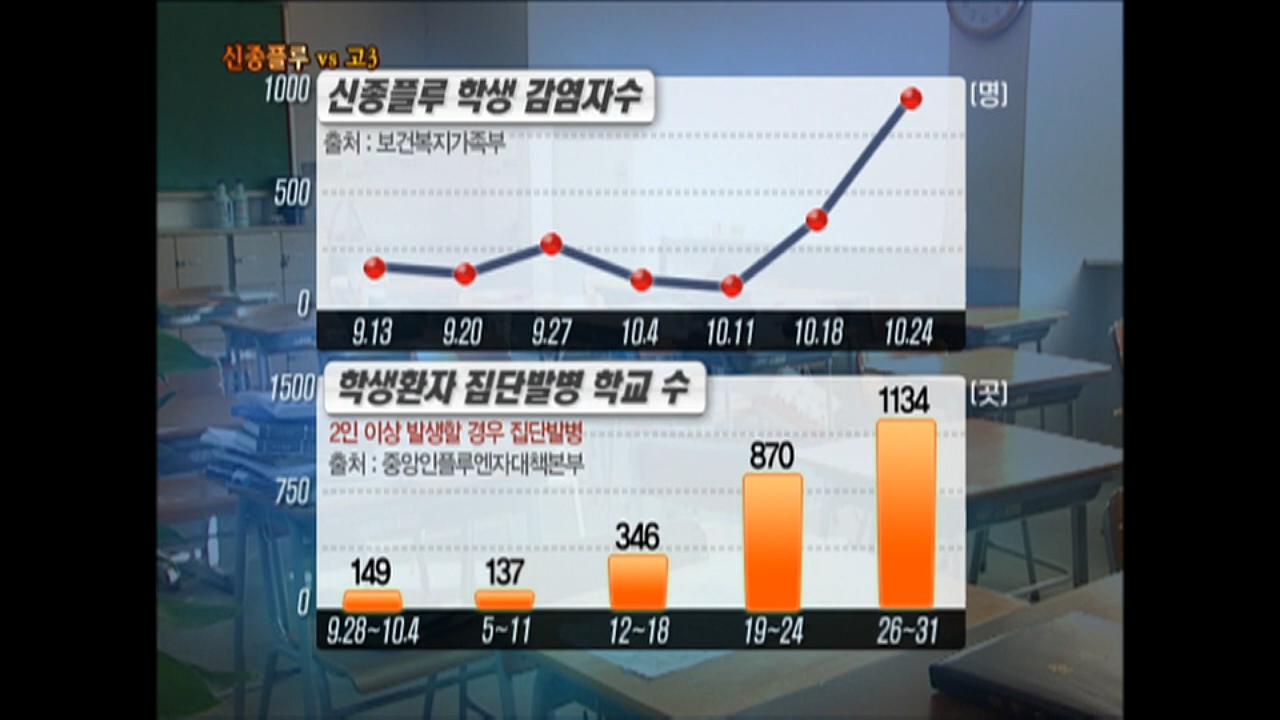 신종플루 vs 고3
신종플루 학생 감염자수
출처 : 보건복지가족부
(명)
1000
500
0
9.13 9.20 9.27 10.4 10.11 10.18 10.24
학생환자 집단발병 학교 수
2인 이상 발생할 경우 집단발병
출처 : 중앙인플루엔자대책본부
(곳)
1500
750
0
149 137 346 870 1134
9.28~10.4 5~11 12~18 19~24 26~31